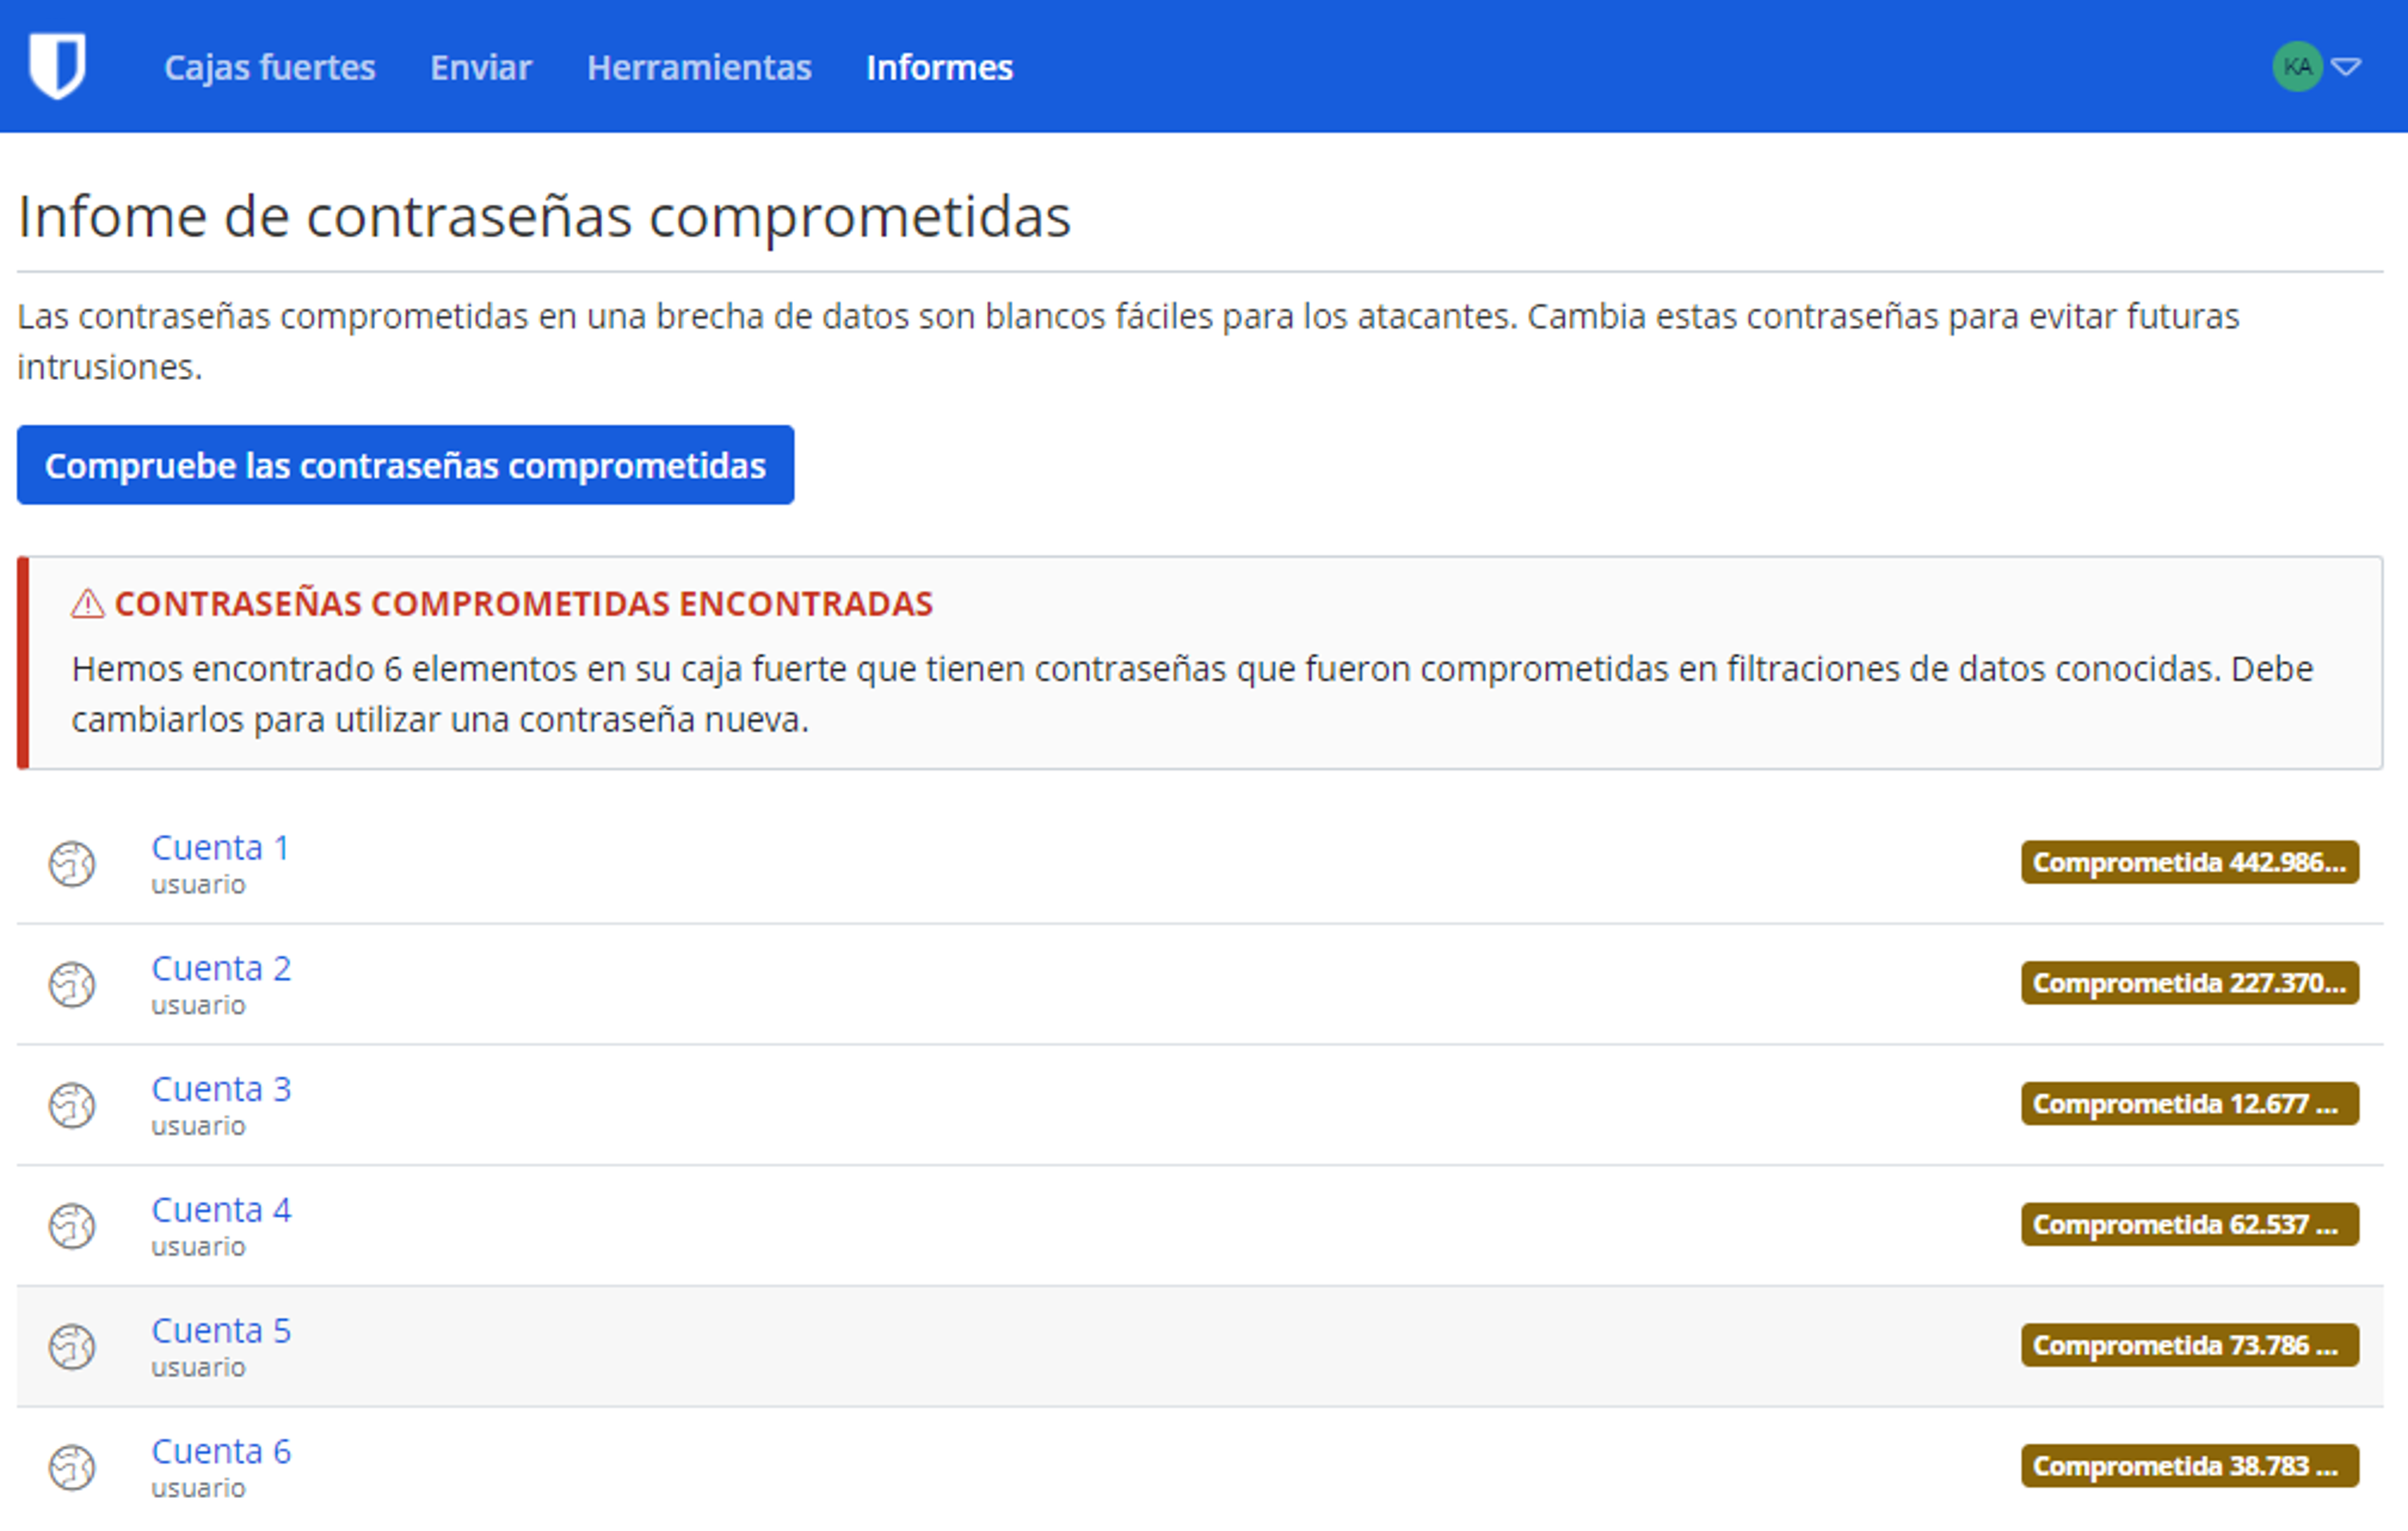 Cajas fuertes Enviar Herramientas Informes KA
Infome de contraseñas comprometidas
Las contraseñas comprometidas en una brecha de datos son blancos fáciles para los atacantes. Cambia estas contraseñas para evitar futuras
intrusiones.
Compruebe las contraseñas comprometidas
CONTRASEÑAS COMPROMETIDAS ENCONTRADAS
Hemos encontrado 6 elementos en su caja fuerte que tienen contraseñas que fueron comprometidas en filtraciones de datos conocidas. Debe
cambiarlos para utilizar una contraseña nueva.
Cuenta 1
usuario
Comprometida 442.986...
Cuenta 2
usuario
Comprometida 227.370...
Cuenta 3
usuario
Comprometida 12.677 ...
Cuenta 4
usuario
Comprometida 62.537 ...
Cuenta 5
usuario
Comprometida 73.786 ...
Cuenta 6
usuario
Comprometida 38.783 ...